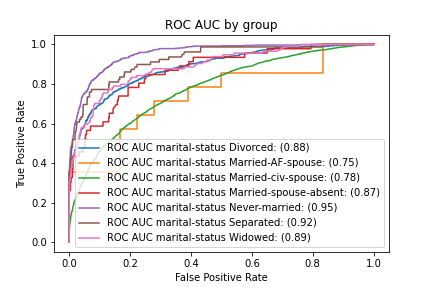 ROC AUC by group
1.0
0.8
0.6
0.4
0.2
0.0
True Positive Rate
ROC AUC marital-status Divorced: (0.88)
ROC AUC marital-status Married-AF-spouse: (0.75)
ROC AUC marital-status Married-civ-spouse: (0.78)
ROC AUC marital-status Married-spouse-absent: (0.87)
ROC AUC marital-status Never-married: (0.95)
ROC AUC marital-status Separated: (0.92)
ROC AUC marital-status Widowed: (0.89)
0.0 0.2 0.4 0.6 0.8 1.0
False Positive Rate